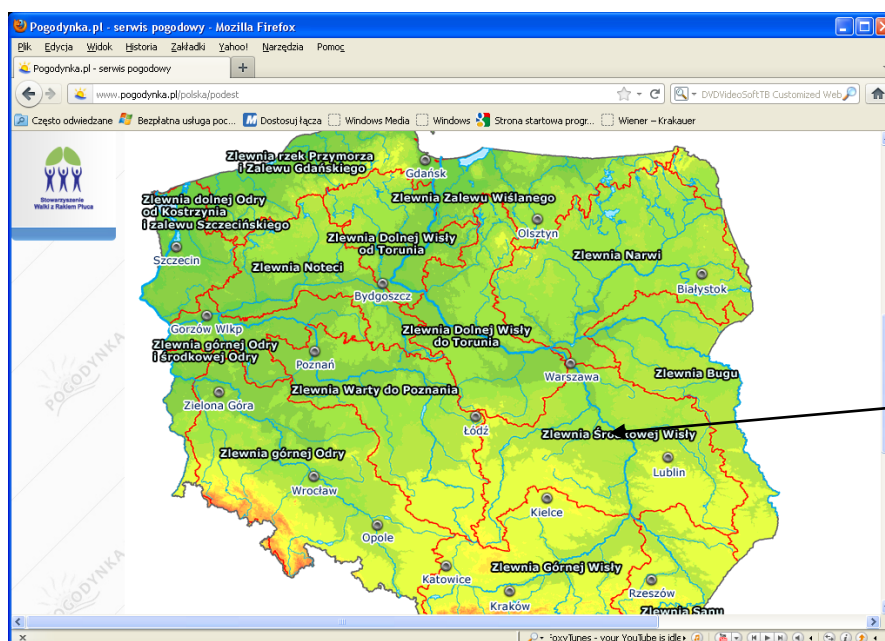 Pogodynka.pl - serwis pogodowy - Mozilla Firefox
Plik Edycja Widok Historia Zakładki Yahoo! Narzędzia Pomoc
Pogodynka.pl - serwis pogodowy
www.pogodynka.pl/polska/podest
DVDVideoSoftTB Customized Web
Często odwiedzane Bezpłatna usługa poc... Dostosuj łącza Windows Media Windows Strona startowa progr... Wiener – Krakauer
Stowarzyszenie
Walki z Rakiem Płuca
Zlewnia rzek Przymorza
i Zalewu Gdańskiego
Gdańsk
Zlewnia dolnej Odry
od Kostrzynia
i zalewu Szczecińskiego
Zlewnia Zalewu Wiślanego
Olsztyn
Zlewnia Dolnej Wisły
od Torunia
Szczecin
Zlewnia Noteci
Zlewnia Narwi
Białystok
Bydgoszcz
Gorzów Wlkp
Zlewnia Dolnej Wisły
do Torunia
Zlewnia górnej Odry
i środkowej Odry
Poznań
Warszawa
Zlewnia Bugu
Zlewnia Warty do Poznania
Zielona Góra
Łódź
Zlewnia Środkowej Wisły
Zlewnia górnej Odry
Lublin
Wrocław
Kielce
Opole
Katowice
Zlewnia Górnej Wisły
Rzeszów
Kraków
Zlewnia Sanu
POGODYNKA
POGODYNKA
FoxyTunes - your YouTube is idle